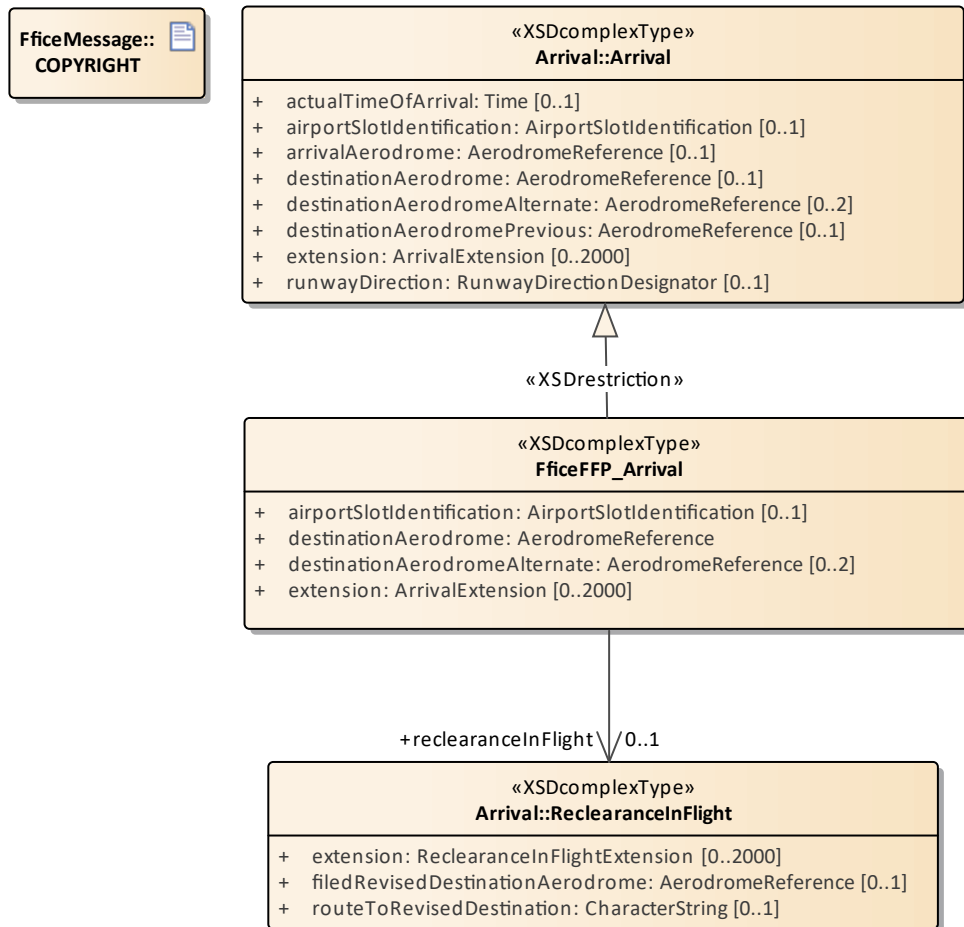 FficeMessage::
COPYRIGHT
«XSDcomplexType»
Arrival::Arrival
+ actualTimeOfArrival: Time [0..1]
+ airportSlotIdentification: AirportSlotIdentification [0..1]
+ arrivalAerodrome: AerodromeReference [0..1]
+ destinationAerodrome: AerodromeReference [0..1]
+ destinationAerodromeAlternate: AerodromeReference [0..2]
+ destinationAerodromePrevious: AerodromeReference [0..1]
+ extension: ArrivalExtension [0..2000]
+ runwayDirection: RunwayDirectionDesignator [0..1]
«XSDrestriction»
«XSDcomplexType»
FficeFFP_Arrival
+ airportSlotIdentification: AirportSlotIdentification [0..1]
+ destinationAerodrome: AerodromeReference
+ destinationAerodromeAlternate: AerodromeReference [0..2]
+ extension: ArrivalExtension [0..2000]
+reclearanceInFlight 0..1
«XSDcomplexType»
Arrival::ReclearanceInFlight
+ extension: ReclearanceInFlightExtension [0..2000]
+ filedRevisedDestinationAerodrome: AerodromeReference [0..1]
+ routeToRevisedDestination: CharacterString [0..1]